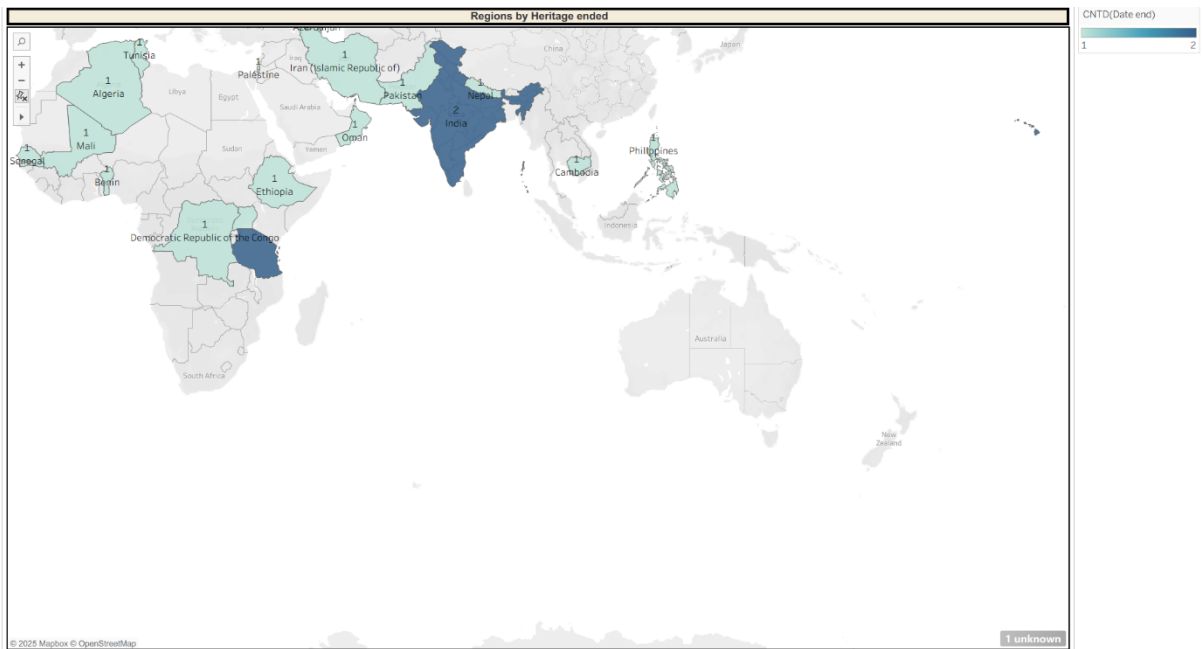 Regions by Heritage ended
CNTD(Date end)
1
2
China
Japan
1
Tunisia
1
Iran (Islamic Republic of)
Iraq
1
Palestine
1
Algeria
Libya
Egypt
1
Pakistan
1
Nepal
Saudi Arabia
2
India
1
Oman
1
Mali
Sudan
Yemen
1
Philippines
1
Senegal
1
Benin
1
Ethiopia
1
Cambodia
Indonesia
1
Democratic Republic of the Congo
Australia
South Africa
New
Zealand
© 2025 Mapbox © OpenStreetMap
1 unknown